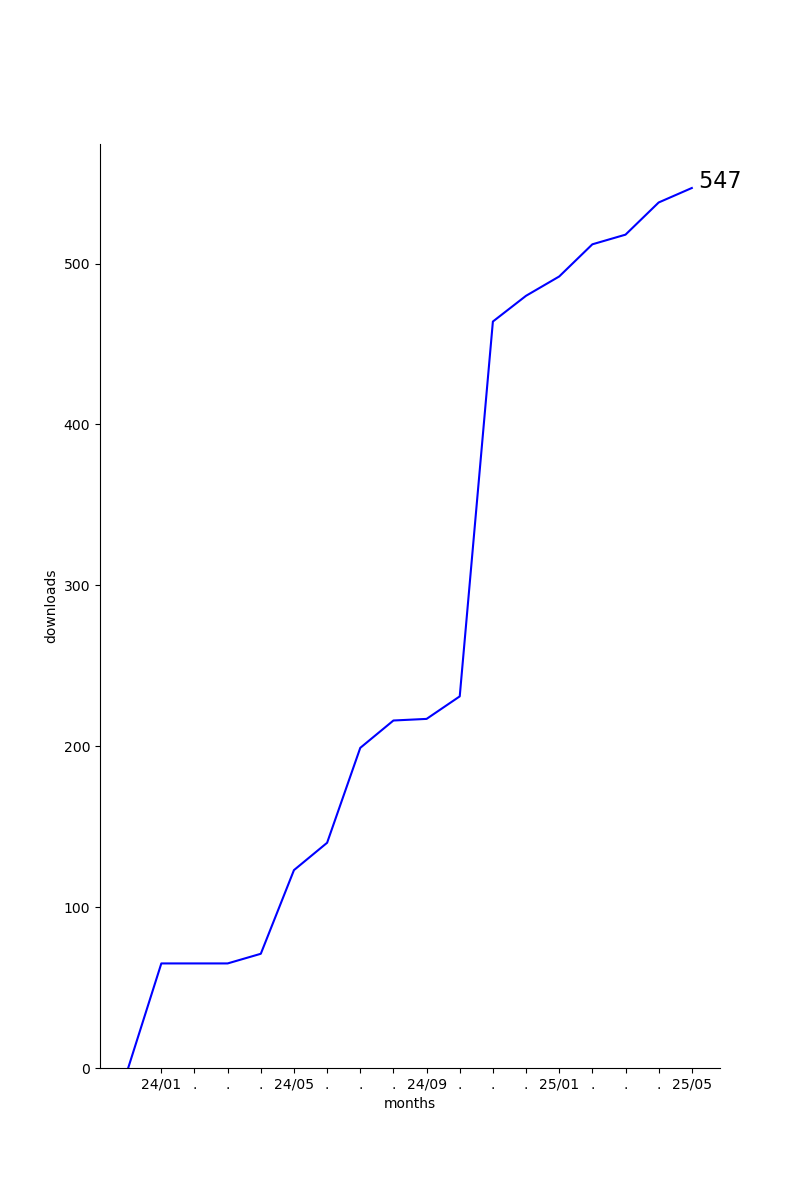 547
500
400
300
200
100
0
downloads
24/01 . . . 24/05 . . . 24/09 . . . 25/01 . . . 25/05
months